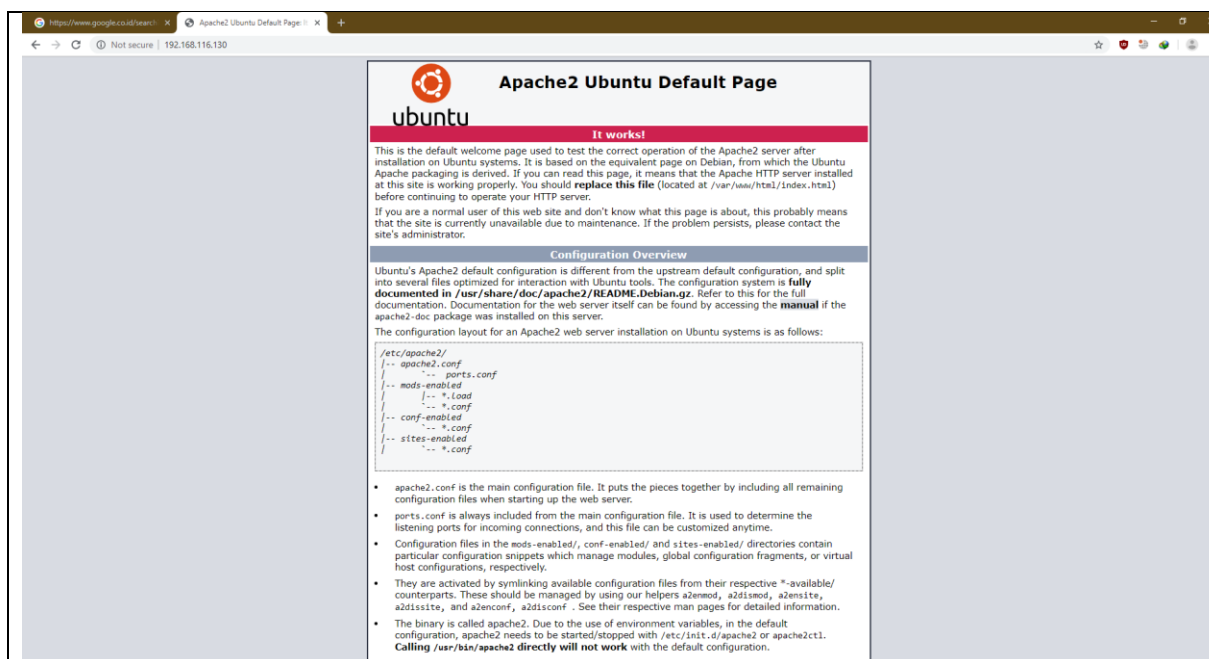 https://www.google.co.id/search
Apache2 Ubuntu Default Page: It
Not secure | 192.168.116.130
ubuntu
Apache2 Ubuntu Default Page
It works!
This is the default welcome page used to test the correct operation of the Apache2 server after
installation on Ubuntu systems. It is based on the equivalent page on Debian, from which the Ubuntu
Apache packaging is derived. If you can read this page, it means that the Apache HTTP server installed
at this site is working properly. You should replace this file (located at /var/www/html/index.html)
before continuing to operate your HTTP server.
If you are a normal user of this web site and don't know what this page is about, this probably means
that the site is currently unavailable due to maintenance. If the problem persists, please contact the
site's administrator.
Configuration Overview
Ubuntu's Apache2 default configuration is different from the upstream default configuration, and split
into several files optimized for interaction with Ubuntu tools. The configuration system is fully
documented in /usr/share/doc/apache2/README.Debian.gz. Refer to this for the full
documentation. Documentation for the web server itself can be found by accessing the manual if the
apache2-doc package was installed on this server.
The configuration layout for an Apache2 web server installation on Ubuntu systems is as follows:
/etc/apache2/
|-- apache2.conf
|       `--  ports.conf
|-- mods-enabled
|       |-- *.load
|       `-- *.conf
|-- conf-enabled
|       `-- *.conf
|-- sites-enabled
|       `-- *.conf
• apache2.conf is the main configuration file. It puts the pieces together by including all remaining
configuration files when starting up the web server.
• ports.conf is always included from the main configuration file. It is used to determine the
listening ports for incoming connections, and this file can be customized anytime.
• Configuration files in the mods-enabled/, conf-enabled/ and sites-enabled/ directories contain
particular configuration snippets which manage modules, global configuration fragments, or virtual
host configurations, respectively.
• They are activated by symlinking available configuration files from their respective *-available/
counterparts. These should be managed by using our helpers a2enmod, a2dismod, a2ensite,
a2dissite, and a2enconf, a2disconf . See their respective man pages for detailed information.
• The binary is called apache2. Due to the use of environment variables, in the default
configuration, apache2 needs to be started/stopped with /etc/init.d/apache2 or apache2ctl.
Calling /usr/bin/apache2 directly will not work with the default configuration.